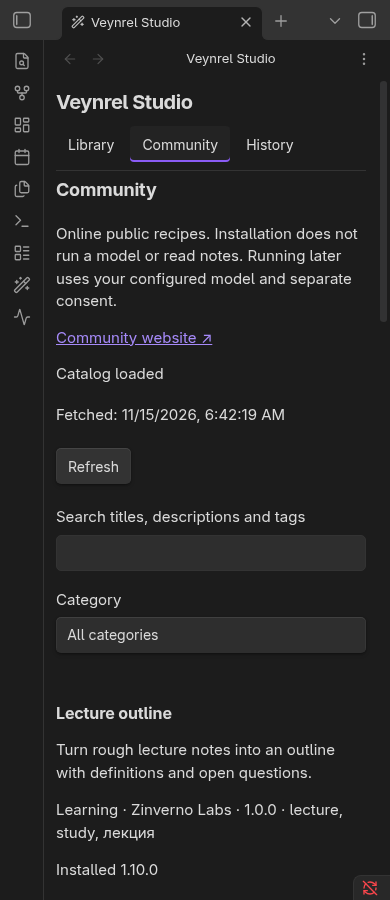 Veynrel Studio
Veynrel Studio
Veynrel Studio
Library
Community
History
Community
Online public recipes. Installation does not
run a model or read notes. Running later
uses your configured model and separate
consent.
Community website ↗
Catalog loaded
Fetched: 11/15/2026, 6:42:19 AM
Refresh
Search titles, descriptions and tags
Category
All categories
Lecture outline
Turn rough lecture notes into an outline
with definitions and open questions.
Learning · Zinverno Labs · 1.0.0 · lecture,
study, лекция
Installed 1.10.0